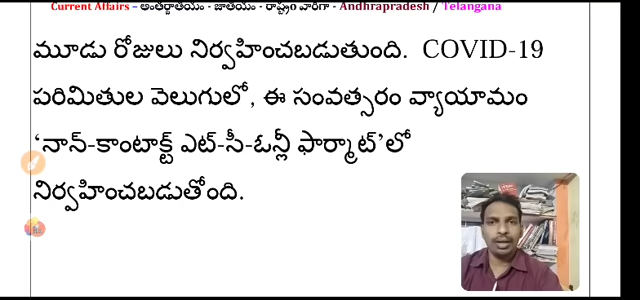 Current Affairs – అంతర్జాతీయం - జాతీయం - రాష్ట్రం వారీగా - Andhrapradesh / Telangana
మూడు రోజులు నిర్వహించబడుతుంది. COVID-19
పరిమితుల వెలుగులో, ఈ సంవత్సరం వ్యాయామం
‘నాన్-కాంటాక్ట్ ఎట్-సీ-ఓన్లీ ఫార్మాట్’లో
నిర్వహించబడుతోంది.